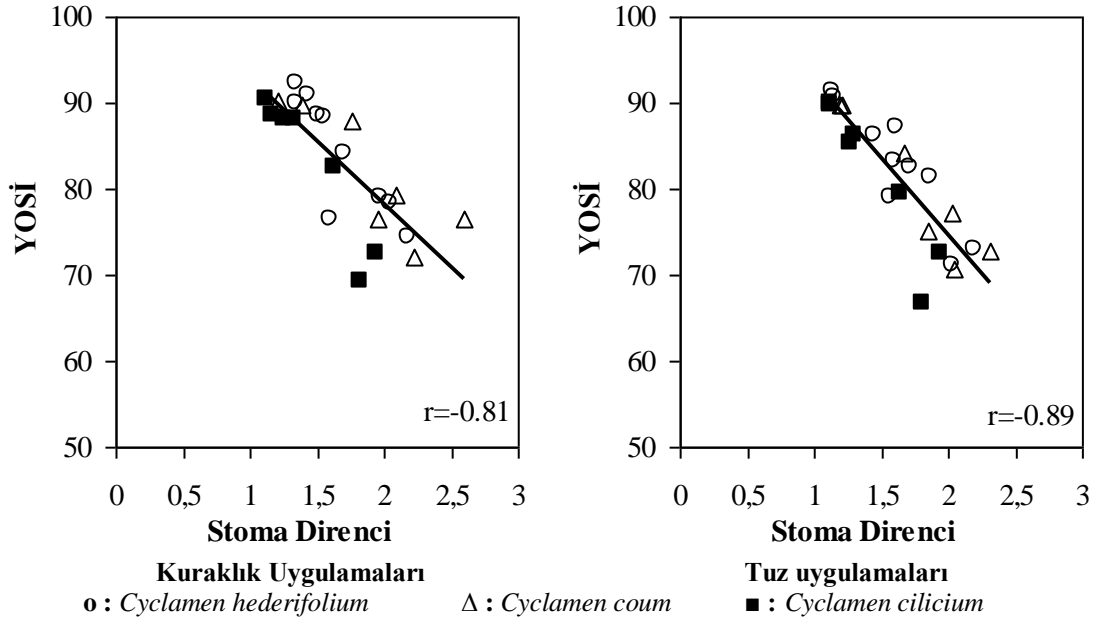 100
90
80
70
60
50
YOSİ
r=-0.81
0 0,5 1 1,5 2 2,5 3
Stoma Direnci
Kuraklık Uygulamaları
100
90
80
70
60
50
YOSİ
r=-0.89
0 0,5 1 1,5 2 2,5 3
Stoma Direnci
Tuz uygulamaları
o : Cyclamen hederifolium Δ : Cyclamen coum ■ : Cyclamen cilicium